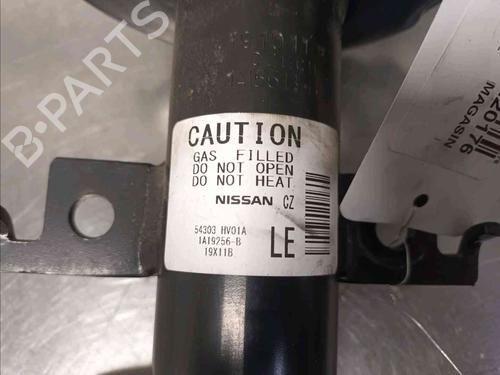 CAUTION
GAS FILLED
DO NOT OPEN
DO NOT HEAT
NISSAN CZ
54303 HV01A
1A19256-B
19X11B
LE
MAGASIN
B-PARTS